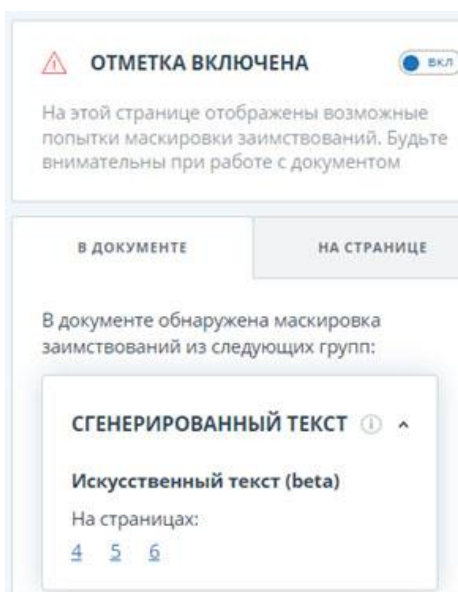 ОТМЕТКА ВКЛЮЧЕНА
ВКЛ
На этой странице отображены возможные
попытки маскировки заимствований. Будьте
внимательны при работе с документом
В ДОКУМЕНТЕ
НА СТРАНИЦЕ
В документе обнаружена маскировка
заимствований из следующих групп:
СГЕНЕРИРОВАННЫЙ ТЕКСТ
Искусственный текст (beta)
На страницах:
4 5 6